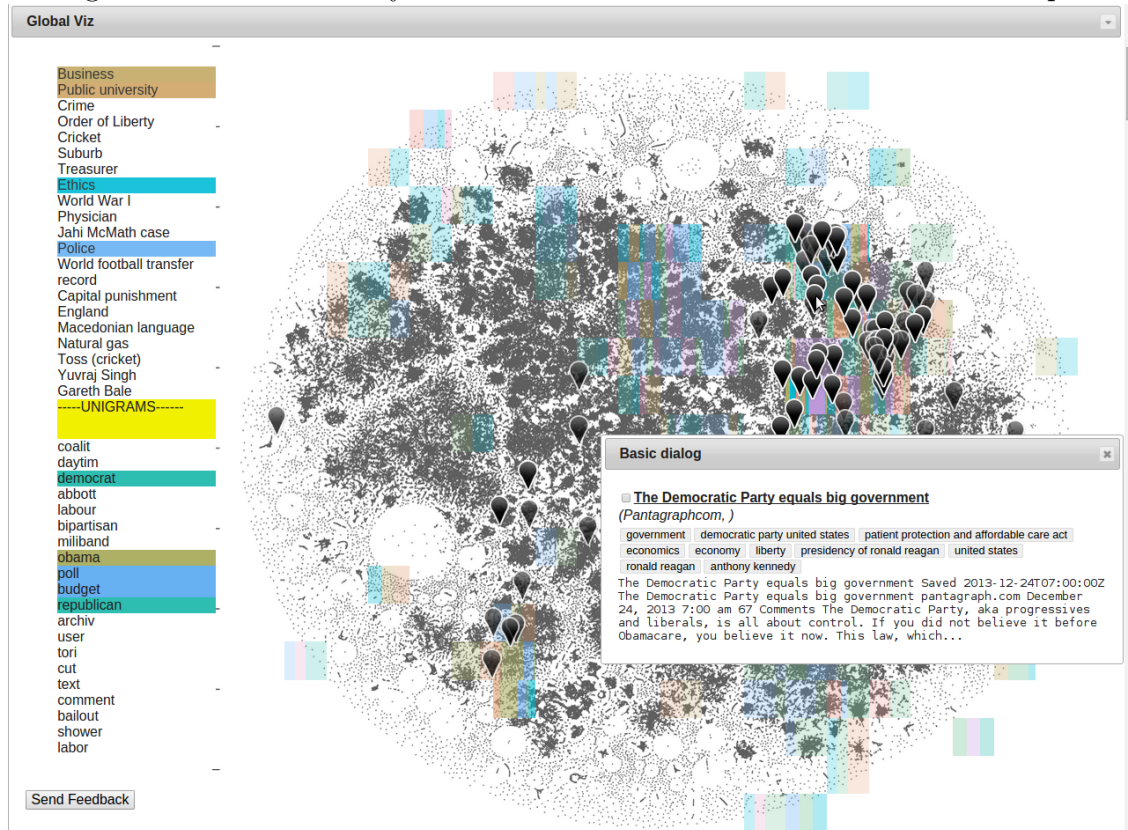 Global Viz
Business
Public university
Crime
Order of Liberty
Cricket
Suburb
Treasurer
Ethics
World War I
Physician
Jahi McMath case
Police
World football transfer
record
Capital punishment
England
Macedonian language
Natural gas
Toss (cricket)
Yuvraj Singh
Gareth Bale
-----UNIGRAMS------
coalit
daytim
democrat
abbott
labour
bipartisan
miliband
obama
poll
budget
republican
archiv
user
tori
cut
text
comment
bailout
shower
labor
Send Feedback
Basic dialog
The Democratic Party equals big government
(Pantagraphcom, )
government democratic party united states patient protection and affordable care act
economics economy liberty presidency of ronald reagan united states
ronald reagan anthony kennedy
The Democratic Party equals big government Saved 2013-12-24T07:00:00Z
The Democratic Party equals big government pantagraph.com December
24, 2013 7:00 am 67 Comments The Democratic Party, aka progressives
and liberals, is all about control. If you did not believe it before
Obamacare, you believe it now. This law, which...